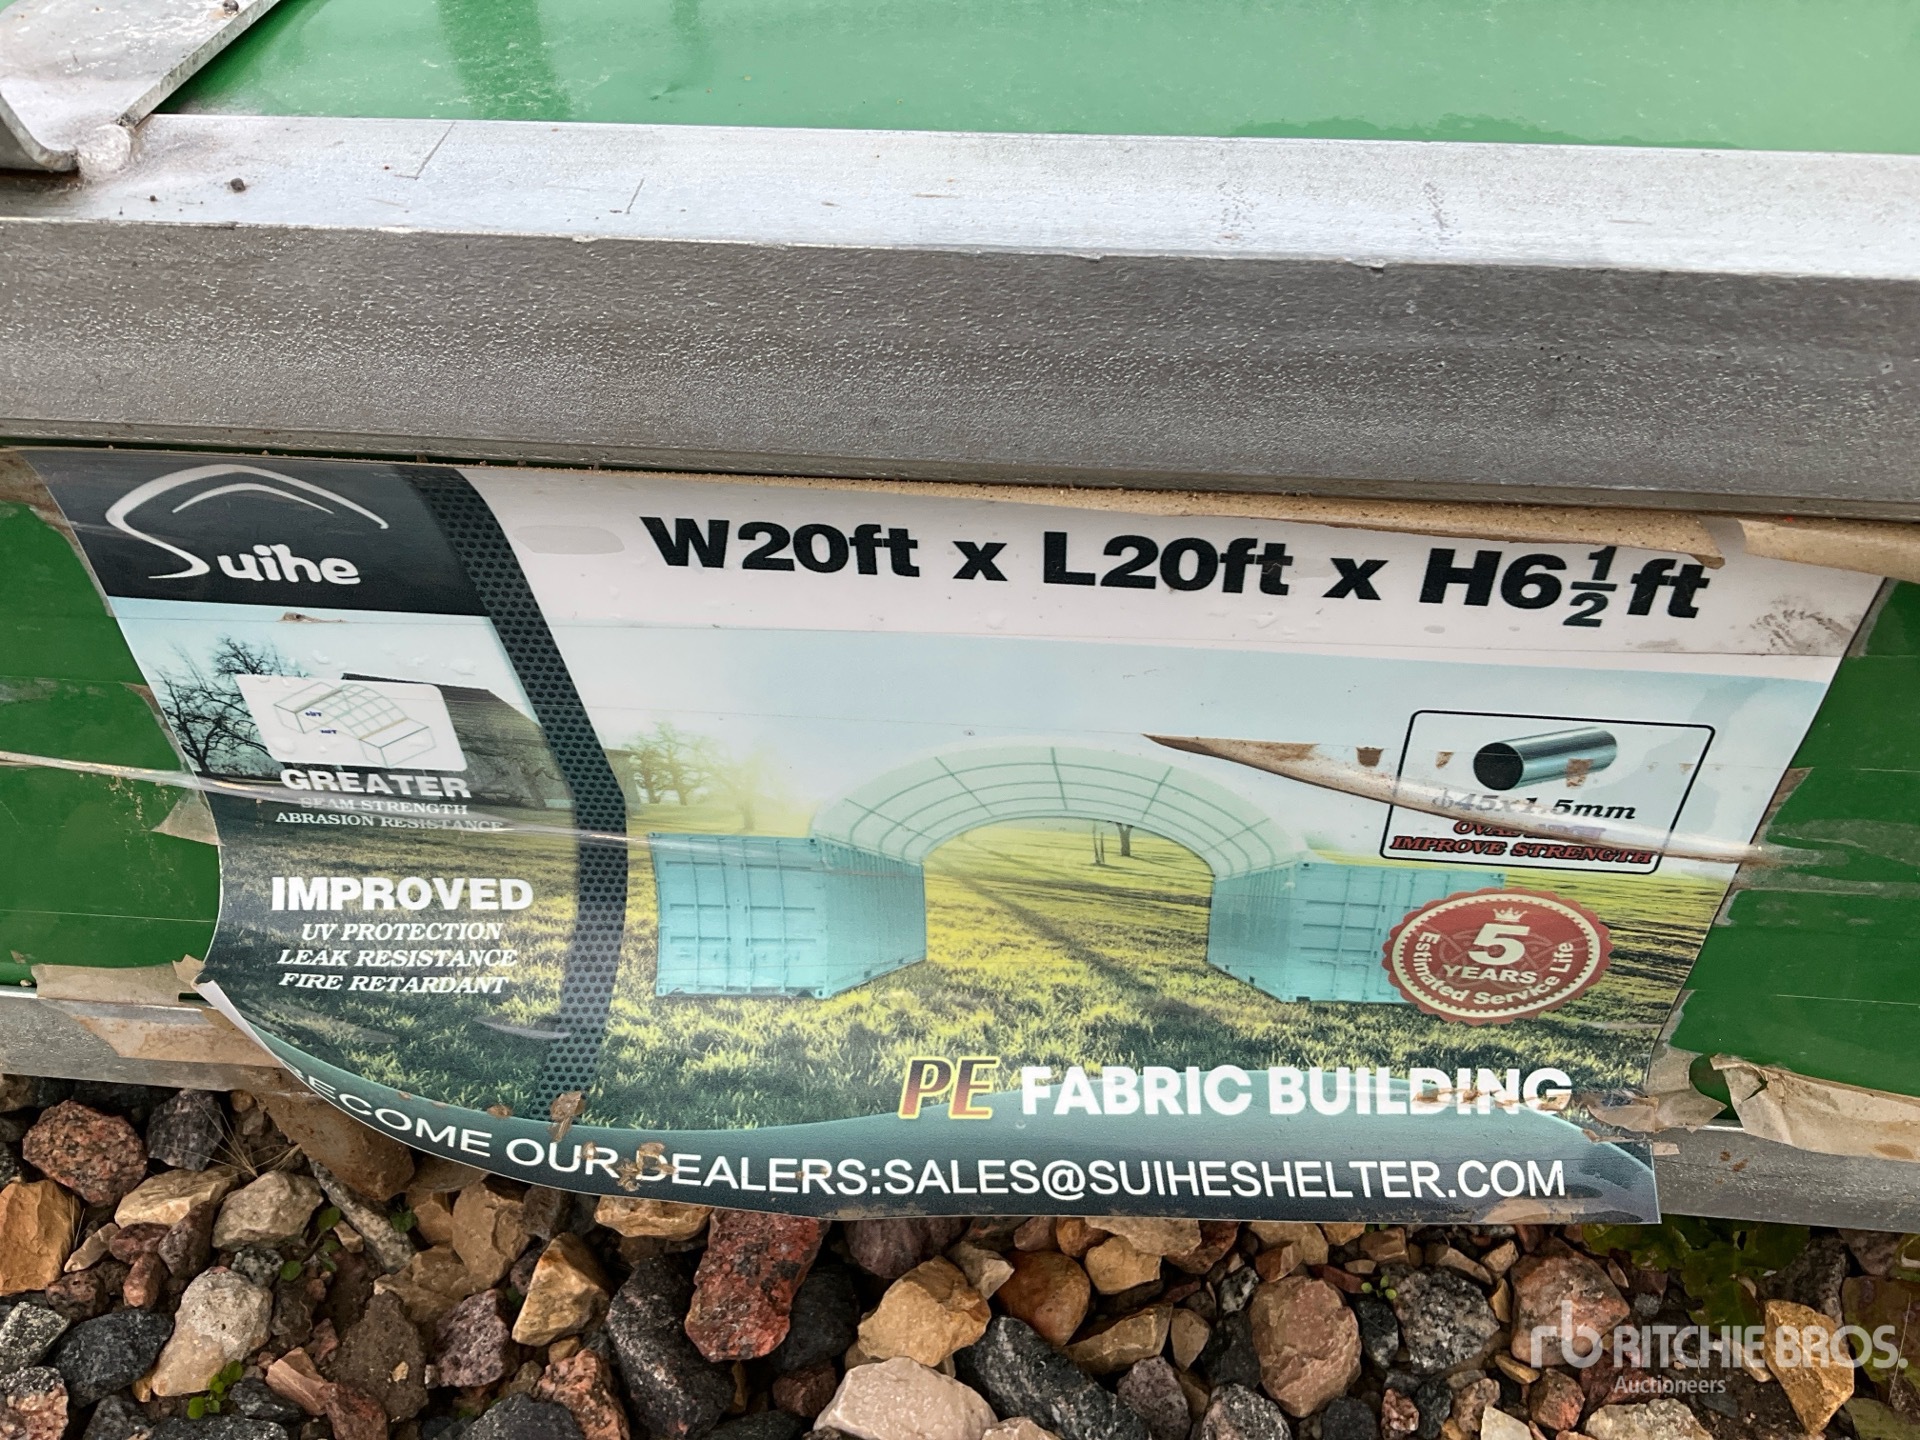 Suihe
W20ft x L20ft x H6½ft
GREATER
SEAM STRENGTH
ABRASION RESISTANCE
IMPROVED
UV PROTECTION
LEAK RESISTANCE
FIRE RETARDANT
ϕ45x1.5mm
IMPROVE STRENGTH
5
YEARS
Estimated Service Life
PE FABRIC BUILDING
BECOME OUR DEALERS:SALES@SUIHESHELTER.COM
rb RITCHIE BROS.
Auctioneers